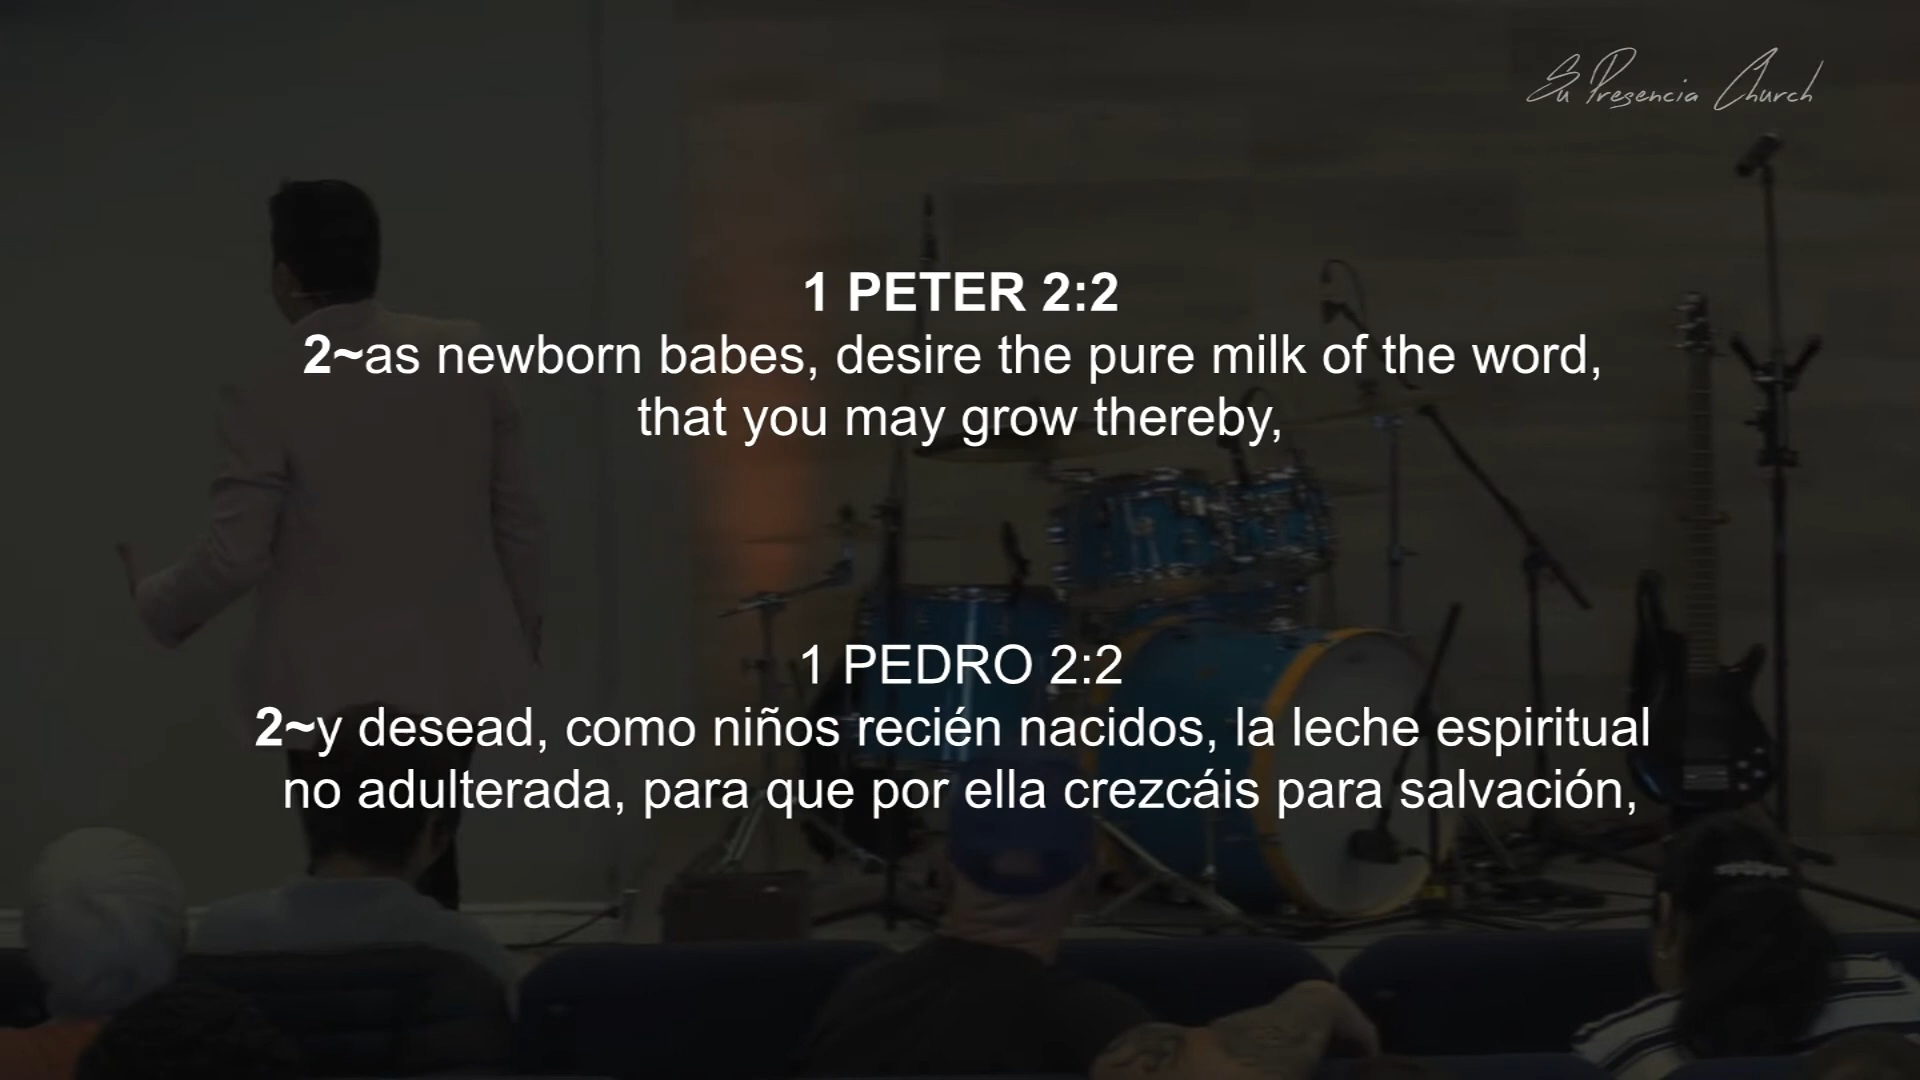 Su Presencia Church
1 PETER 2:2
2~as newborn babes, desire the pure milk of the word,
that you may grow thereby,
1 PEDRO 2:2
2~y desead, como niños recién nacidos, la leche espiritual
no adulterada, para que por ella crezcáis para salvación,